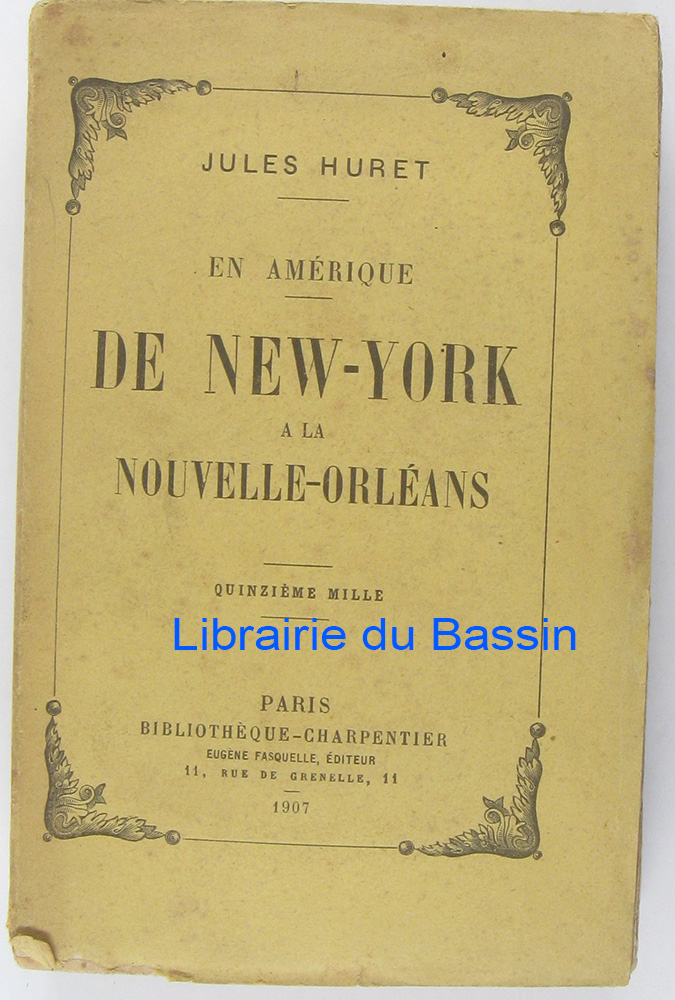 JULES HURET
EN AMÉRIQUE
DE NEW-YORK
A LA
NOUVELLE-ORLÉANS
QUINZIÈME MILLE
Librairie du Bassin
PARIS
BIBLIOTHÈQUE-CHARPENTIER
EUGÈNE FASQUELLE, ÉDITEUR
11, RUE DE GRENELLE, 11
1907